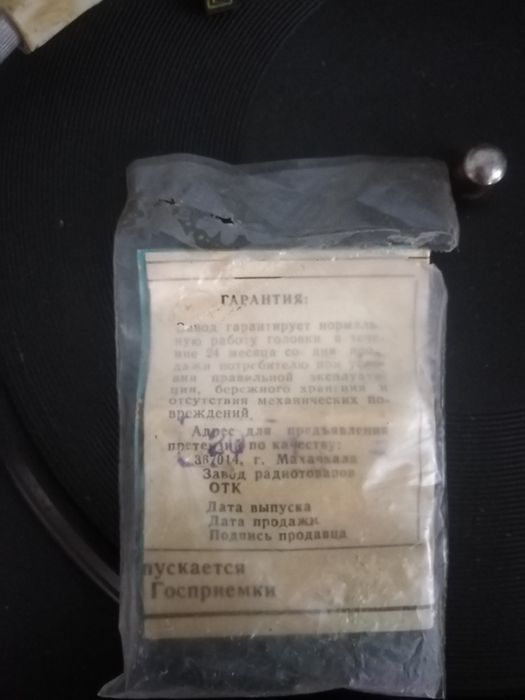 ГАРАНТИЯ:
Завод гарантирует нормаль
ную работу головки в тече-
ние 24 месяца со дня про-
дажи потребителю при усло
вии правильной эксплуата-
ции, бережного хранения и
отсутствия механических по-
вреждений.
Адрес для предъявления
претензий по качеству:
367014, г. Махачкала
Завод радиотоваров
ОТК
Дата выпуска
Дата продажи
Подпись продавца
пускается
Госприемки